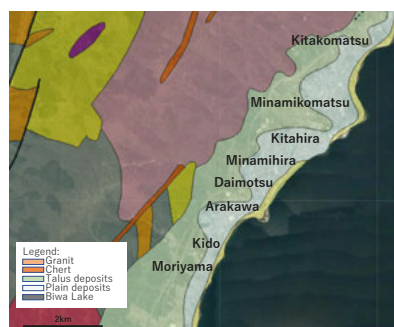 Kitakomatsu
Minamikomatsu
Kitahira
Minamihira
Daimotsu
Arakawa
Kido
Moriyama
Legend:
Granit
Chert
Talus deposits
Plain deposits
Biwa Lake
2km